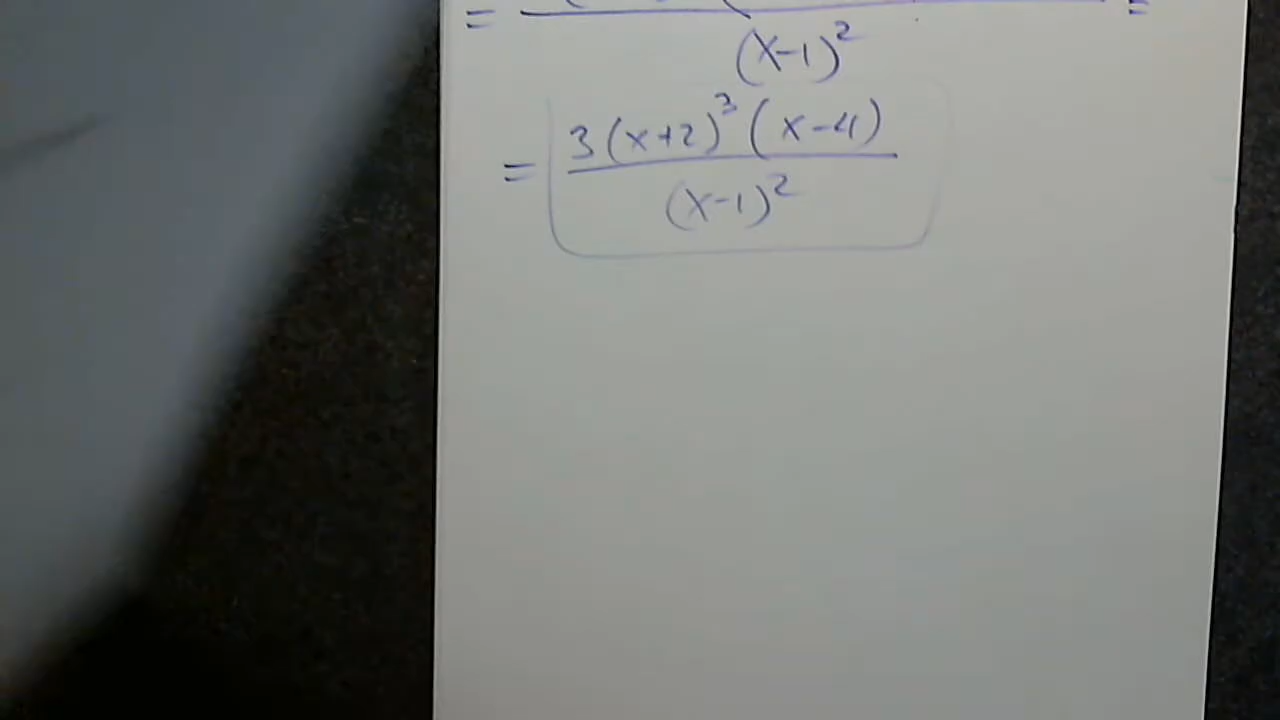 = (x-1)² =
= 3(x+2)³(x-4) / (x-1)²